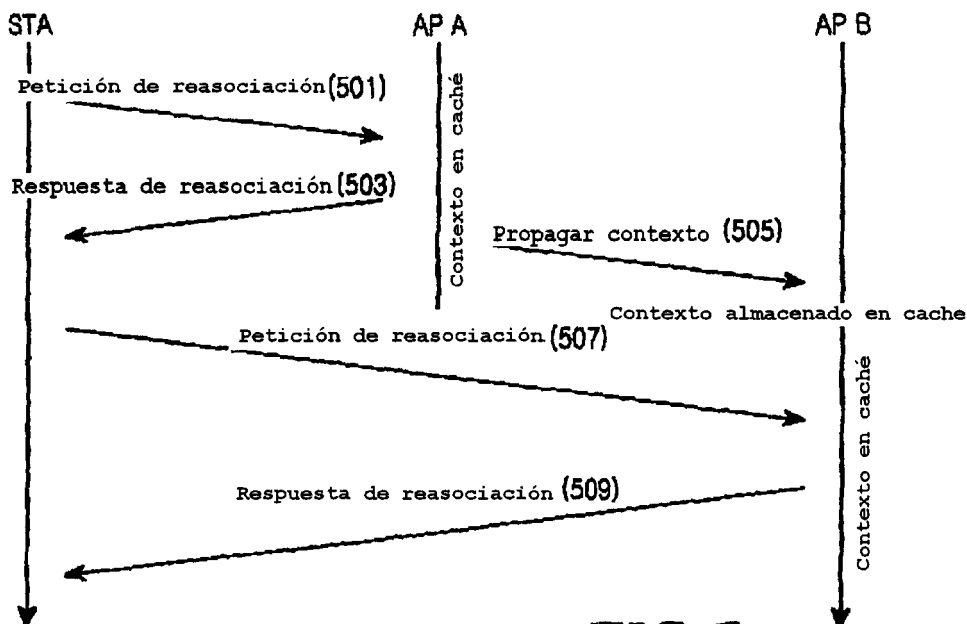 STA
AP A
AP B
Petición de reasociación (501)
Contexto en caché
Respuesta de reasociación (503)
Propagar contexto (505)
Contexto almacenado en cache
Petición de reasociación (507)
Contexto en caché
Respuesta de reasociación (509)